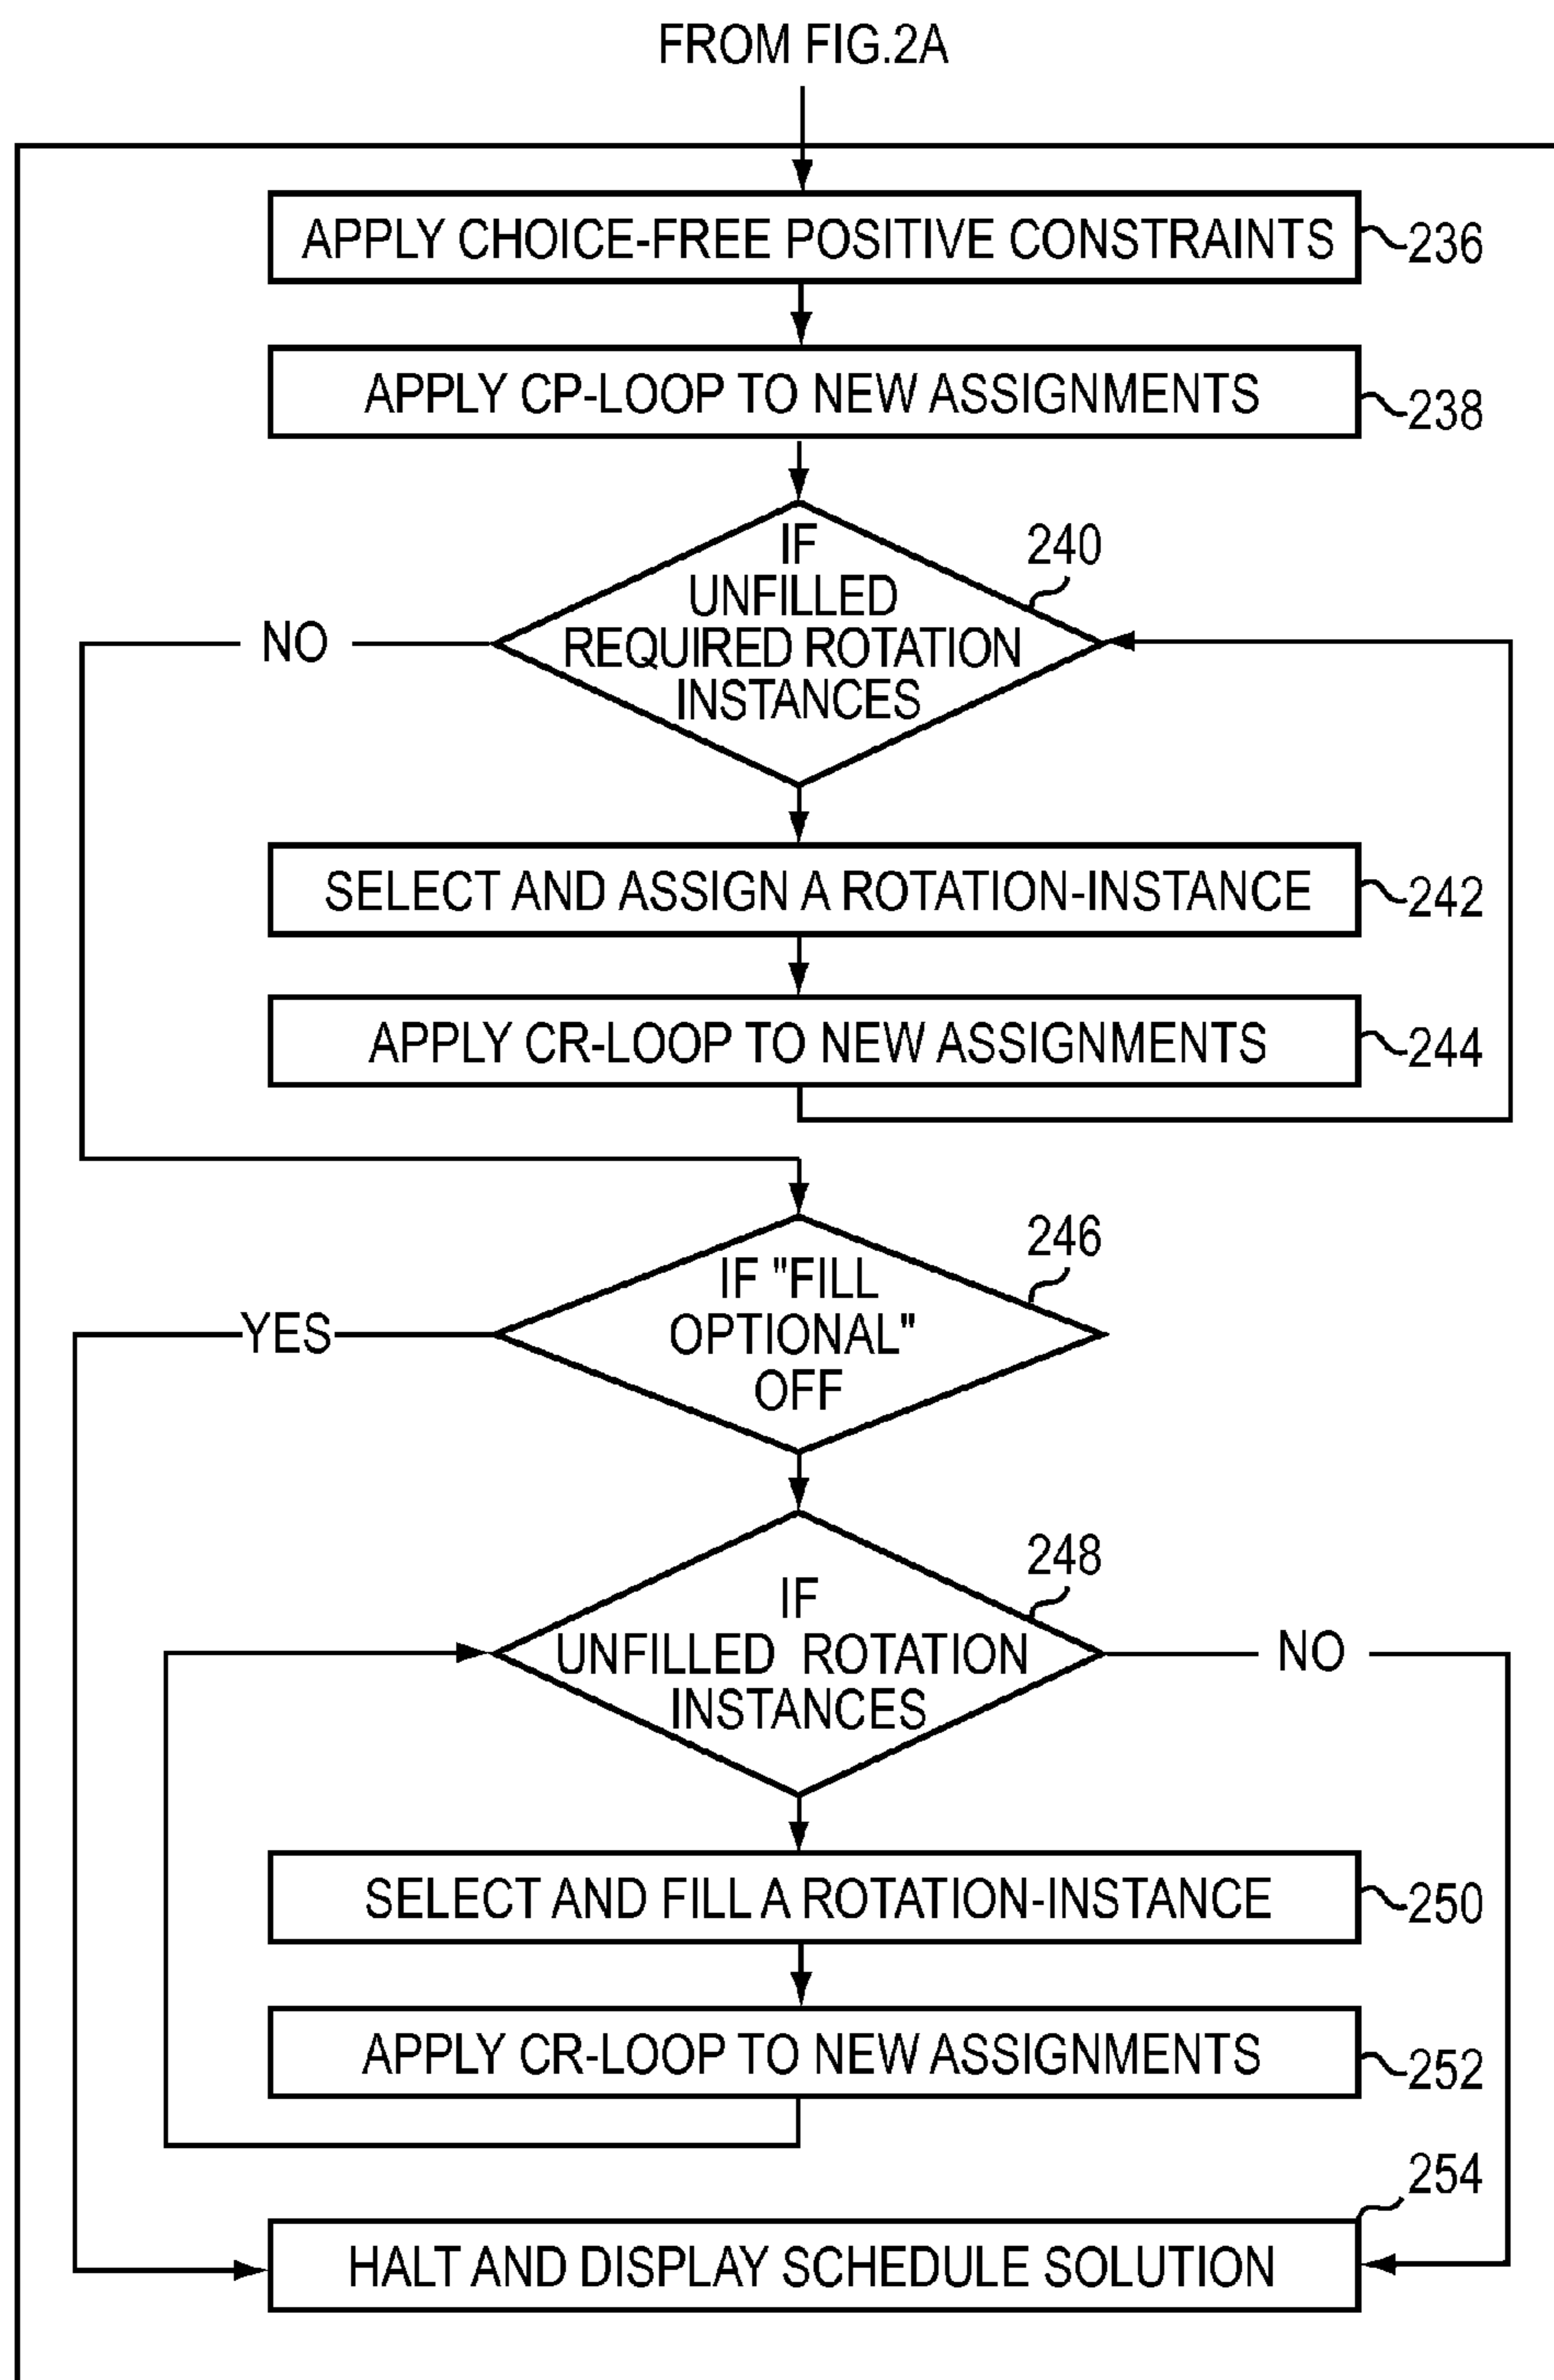 FROM FIG.2A
APPLY CHOICE-FREE POSITIVE CONSTRAINTS
236
APPLY CP-LOOP TO NEW ASSIGNMENTS
238
IF
UNFILLED
REQUIRED ROTATION
INSTANCES
240
NO
SELECT AND ASSIGN A ROTATION-INSTANCE
242
APPLY CR-LOOP TO NEW ASSIGNMENTS
244
IF "FILL
OPTIONAL"
OFF
246
YES
IF
UNFILLED ROTATION
INSTANCES
248
NO
SELECT AND FILL A ROTATION-INSTANCE
250
APPLY CR-LOOP TO NEW ASSIGNMENTS
252
HALT AND DISPLAY SCHEDULE SOLUTION
254